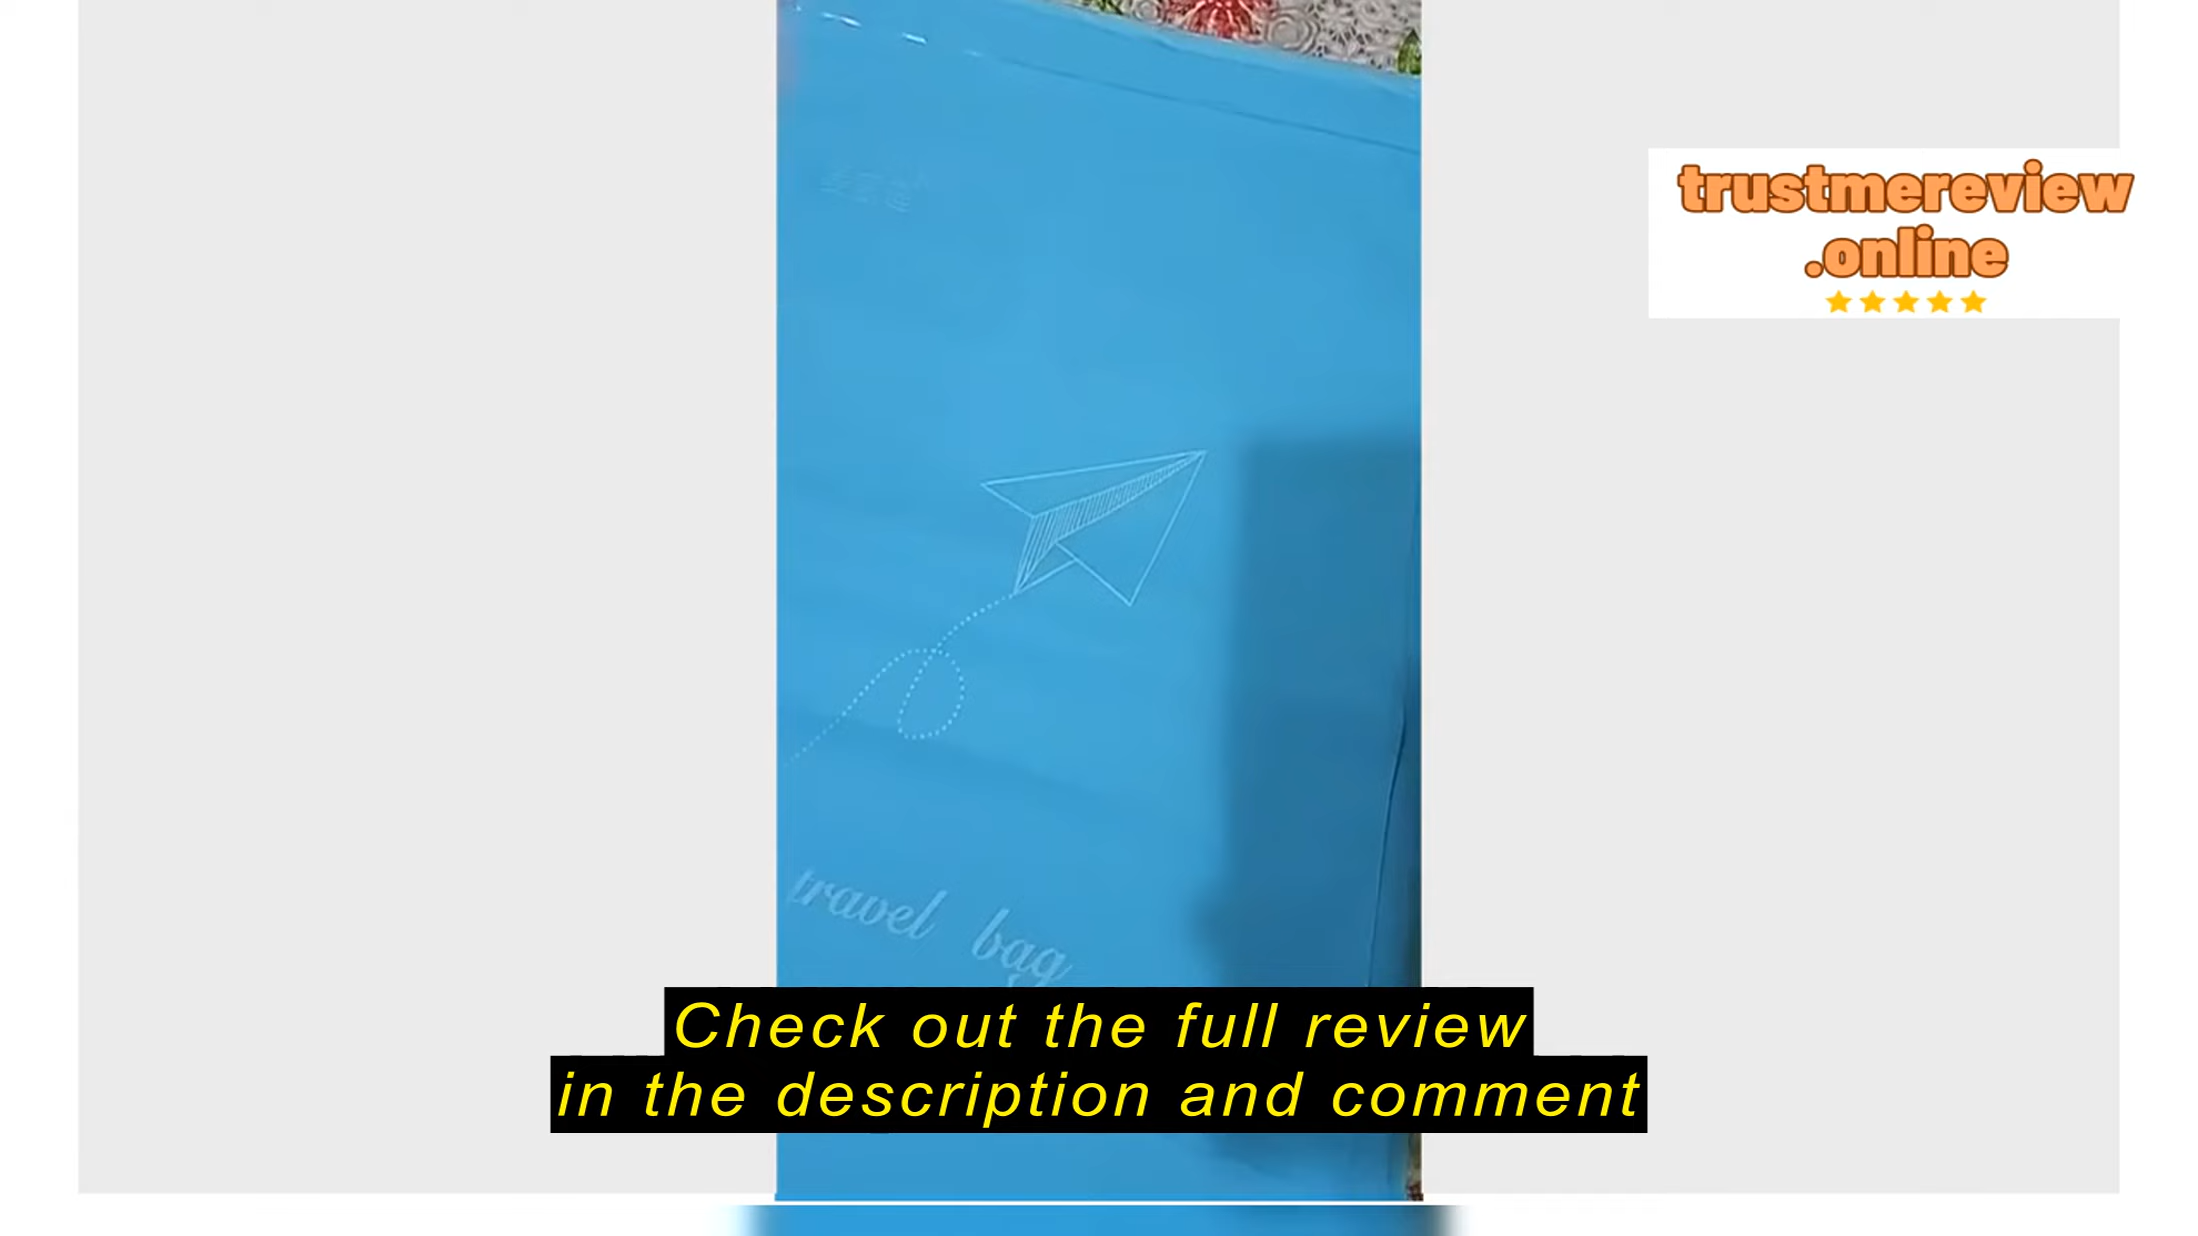 trustmereview
.online
travel bag
Check out the full review
in the description and comment